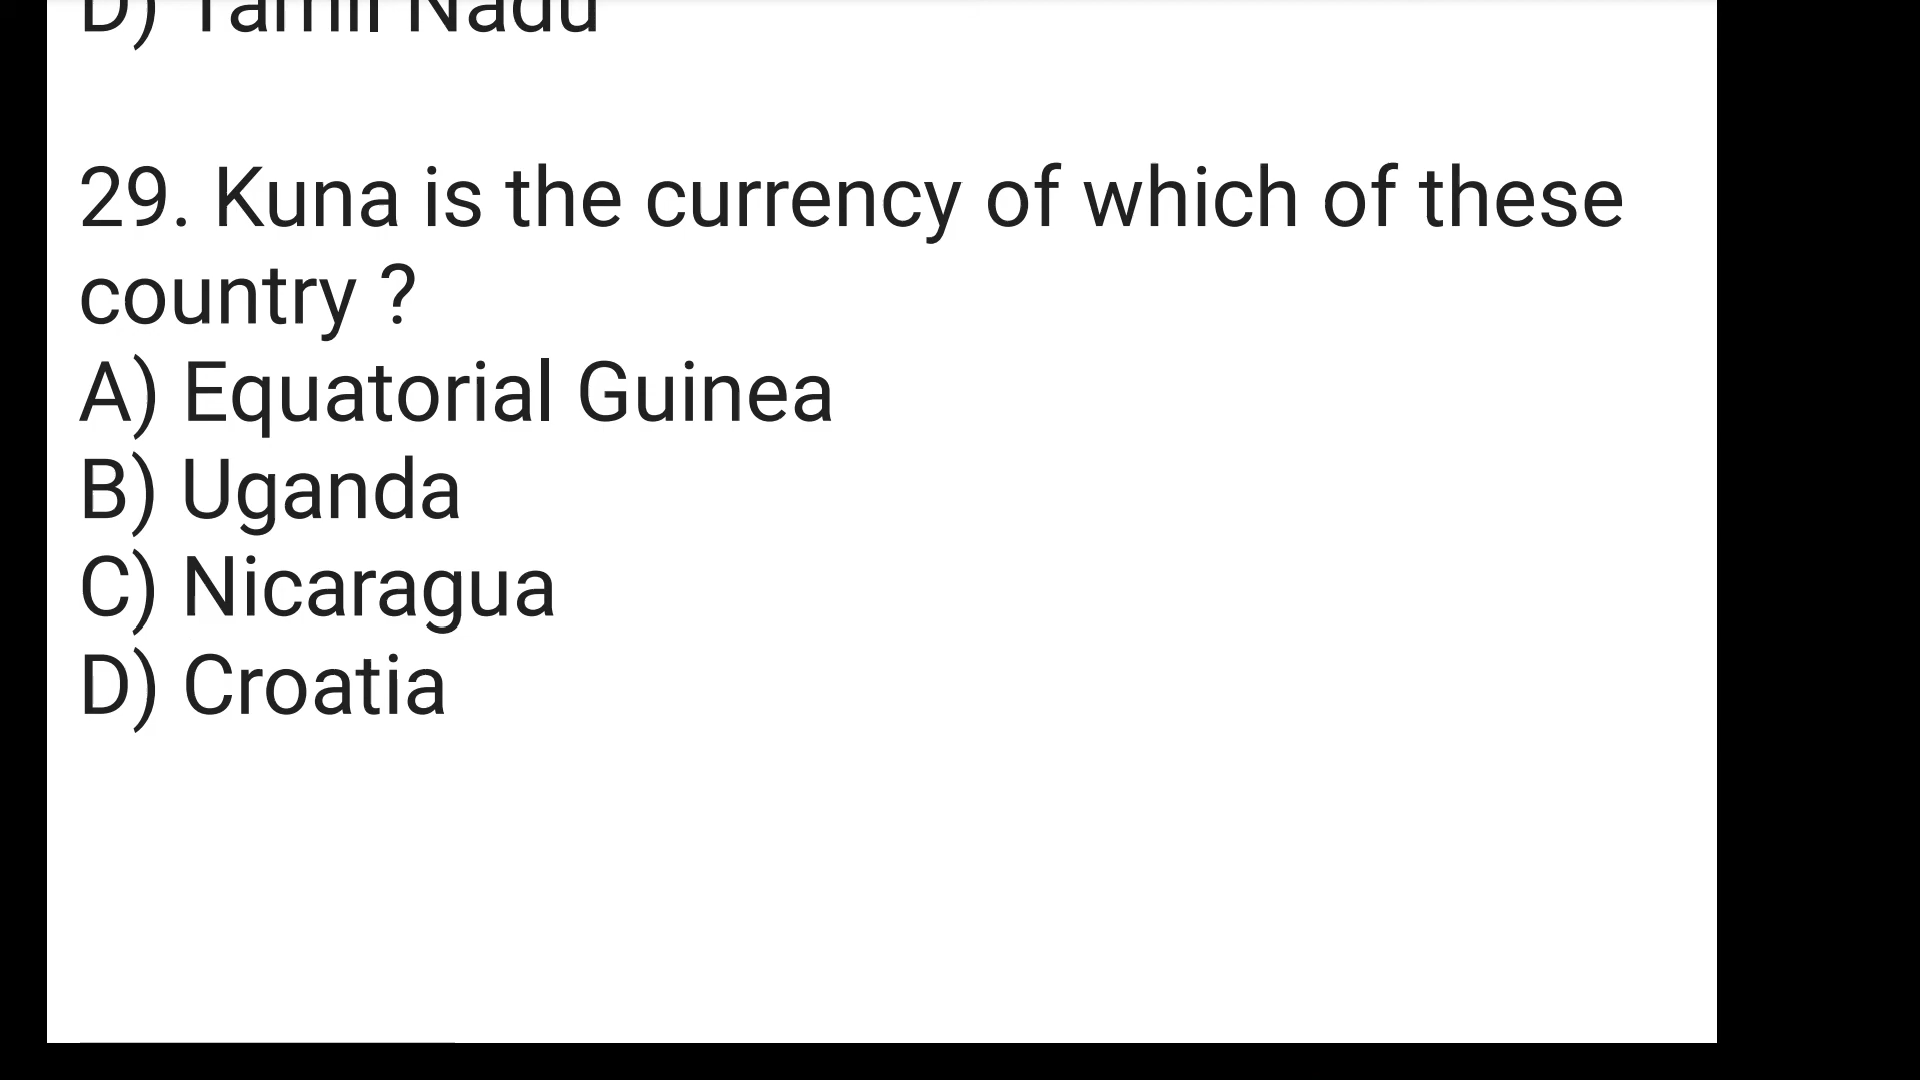 D) Tamil Nadu
29. Kuna is the currency of which of these
country ?
A) Equatorial Guinea
B) Uganda
C) Nicaragua
D) Croatia